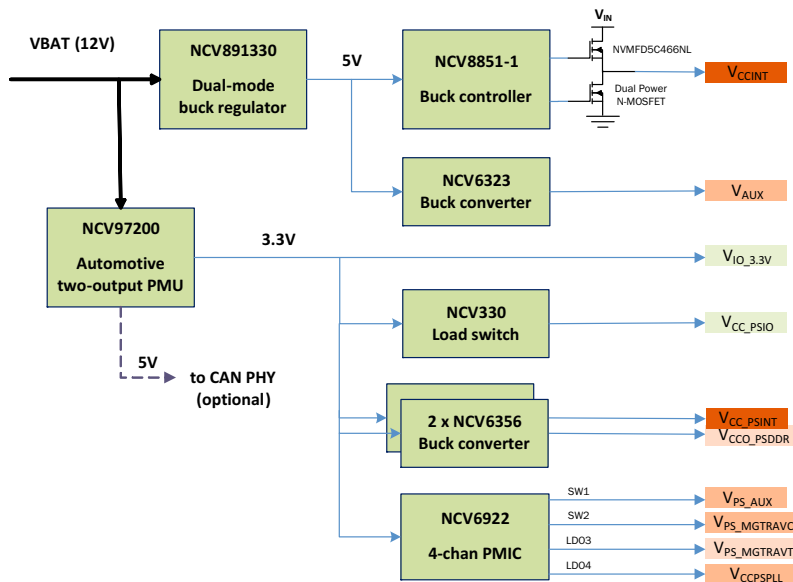 VBAT (12V)
NCV891330
Dual-mode
buck regulator
5V
NCV8851-1
Buck controller
VIN
NVMFD5C466NL
Dual Power
N-MOSFET
VCCINT
NCV6323
Buck converter
VAUX
NCV97200
Automotive
two-output PMU
3.3V
VIO_3.3V
NCV330
Load switch
VCC_PSIO
5V
to CAN PHY
(optional)
2 x NCV6356
Buck converter
VCC_PSINT
VCCO_PSDDR
NCV6922
4-chan PMIC
SW1
VPS_AUX
SW2
VPS_MGTRAVC
LDO3
VPS_MGTRAVT
LDO4
VCCPSPLL